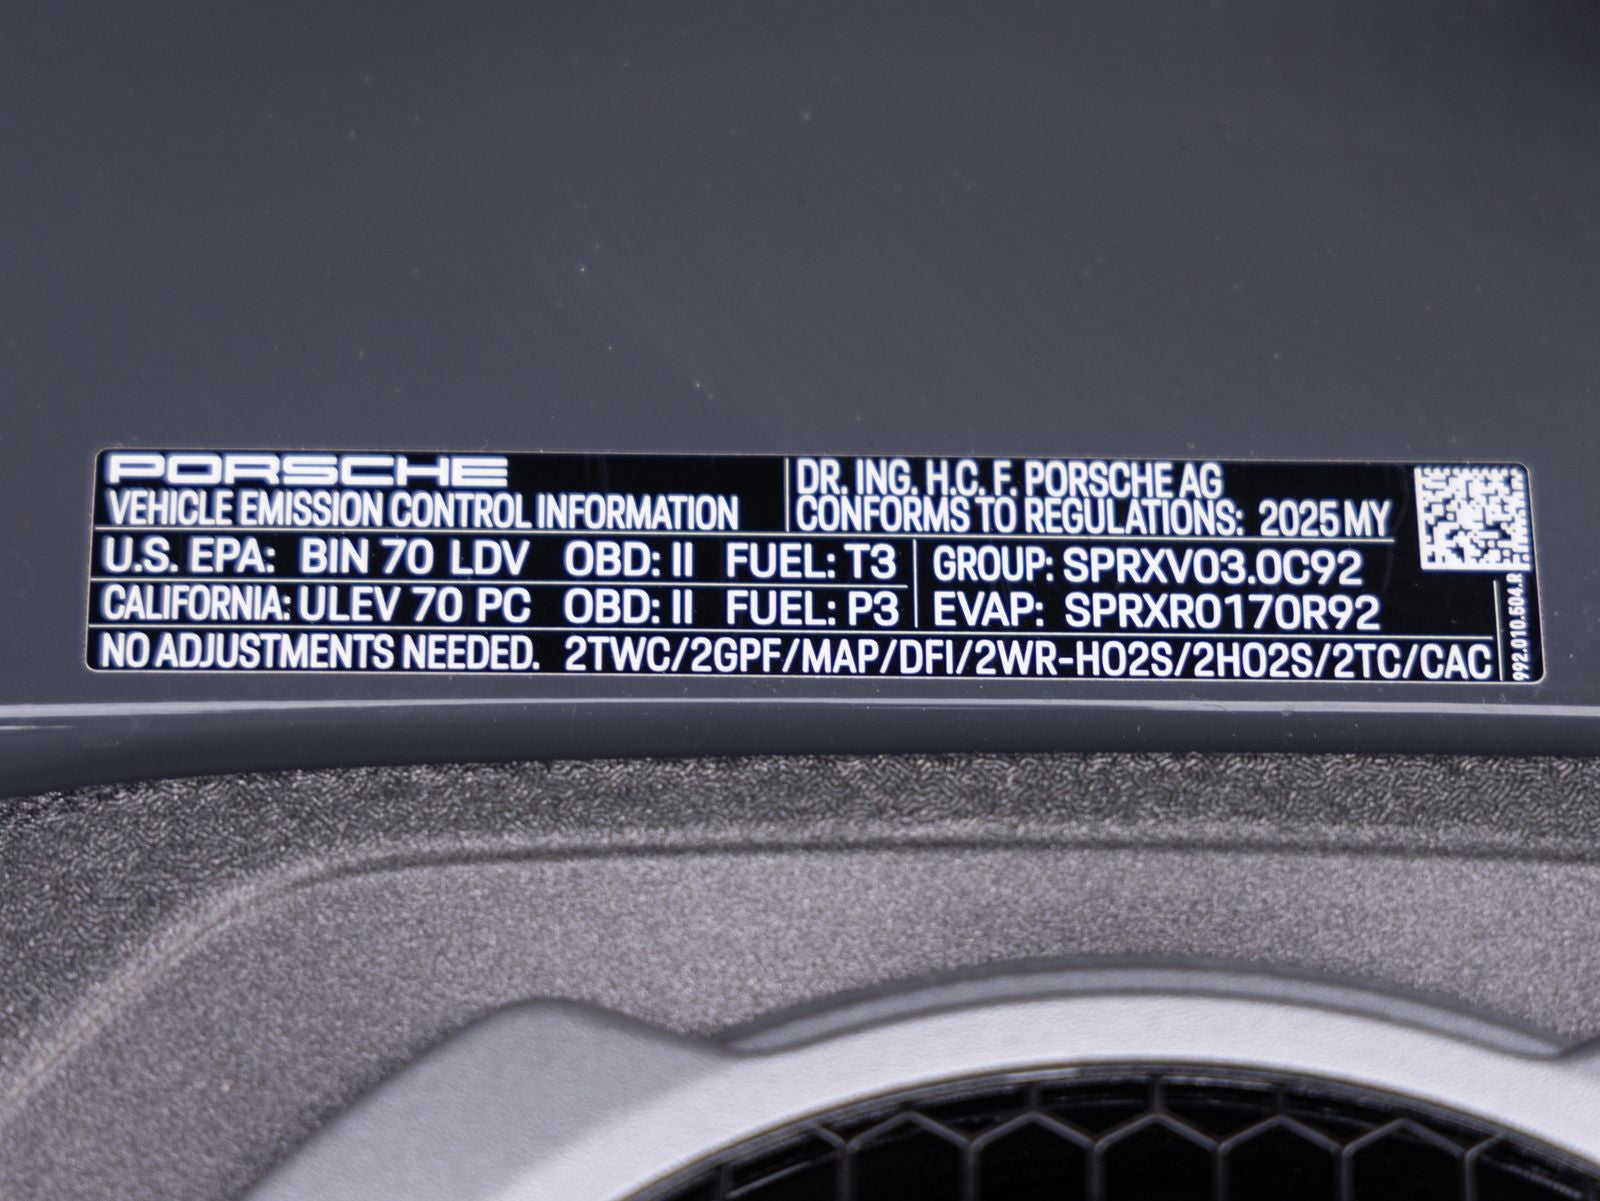 PORSCHE
VEHICLE EMISSION CONTROL INFORMATION
DR. ING. H.C. F. PORSCHE AG
CONFORMS TO REGULATIONS: 2025 MY
U.S. EPA: BIN 70 LDV OBD: II FUEL: T3
CALIFORNIA: ULEV 70 PC OBD: II FUEL: P3
GROUP: SPRXV03.0C92
EVAP: SPRXR0170R92
NO ADJUSTMENTS NEEDED. 2TWC/2GPF/MAP/DFI/2WR-HO2S/2HO2S/2TC/CAC
992.010.504.R